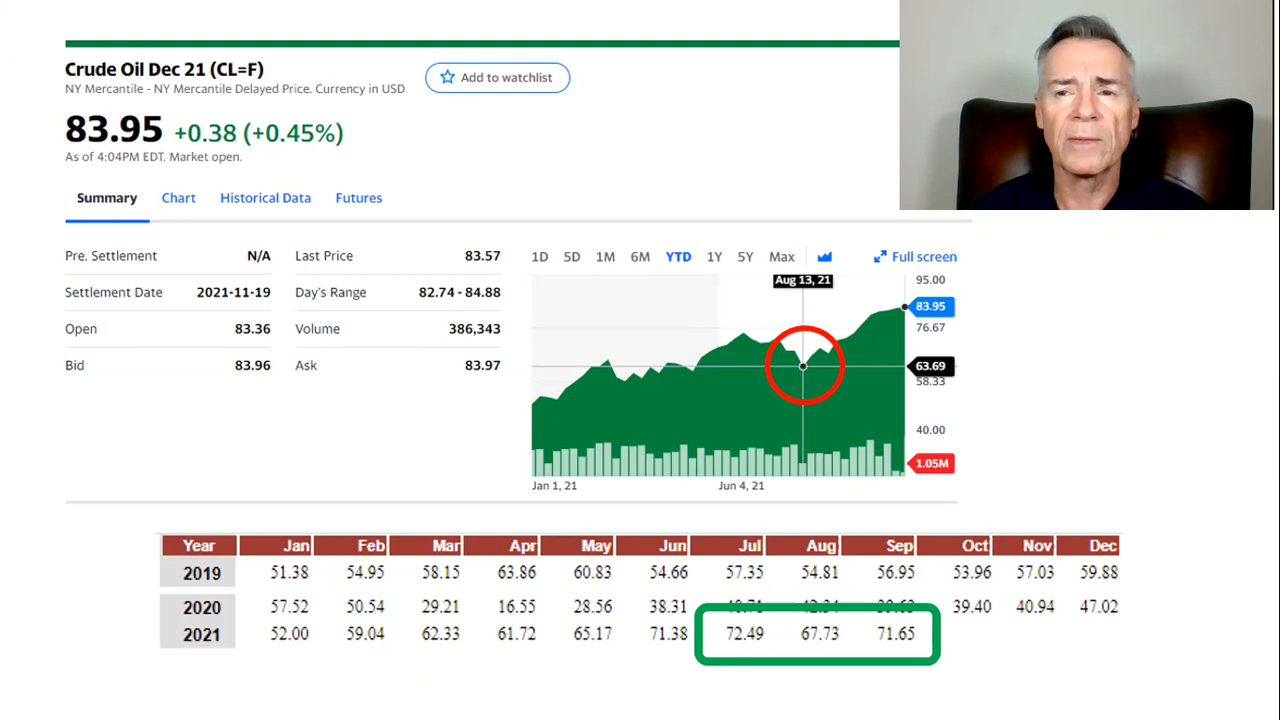 Crude Oil Dec 21 (CL=F)
Add to watchlist
NY Mercantile - NY Mercantile Delayed Price. Currency in USD
83.95 +0.38 (+0.45%)
As of 4:04PM EDT. Market open.
Summary Chart Historical Data Futures
Pre. Settlement N/A Last Price 83.57
Settlement Date 2021-11-19 Day's Range 82.74 - 84.88
Open 83.36 Volume 386,343
Bid 83.96 Ask 83.97
1D 5D 1M 6M YTD 1Y 5Y Max Full screen
Aug 13, 21
95.00
83.95
76.67
63.69
58.33
40.00
1.05M
Jan 1, 21 Jun 4, 21
Year Jan Feb Mar Apr May Jun Jul Aug Sep Oct Nov Dec
2019 51.38 54.95 58.15 63.86 60.83 54.66 57.35 54.81 56.95 53.96 57.03 59.88
2020 57.52 50.54 29.21 16.55 28.56 38.31 39.40 40.94 47.02
2021 52.00 59.04 62.33 61.72 65.17 71.38 72.49 67.73 71.65